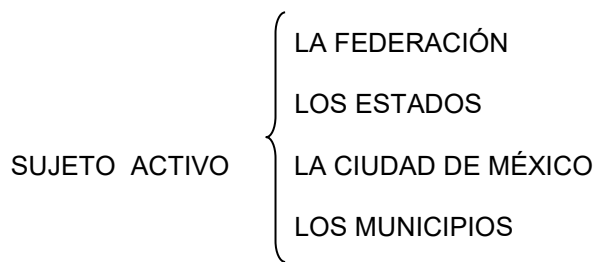 LA FEDERACIÓN
LOS ESTADOS
SUJETO ACTIVO
LA CIUDAD DE MÉXICO
LOS MUNICIPIOS